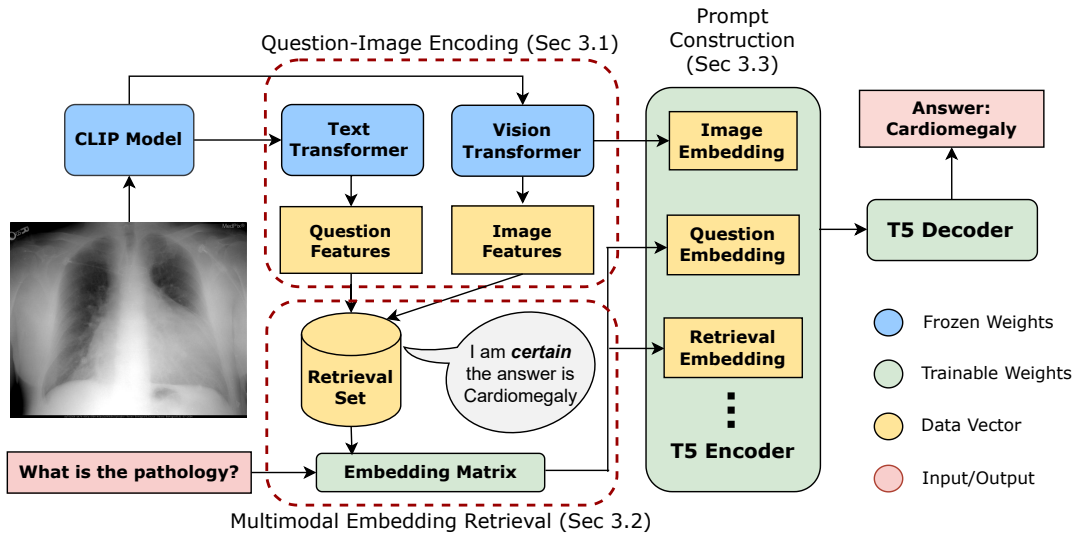 Question-Image Encoding (Sec 3.1)
Prompt
Construction
(Sec 3.3)
CLIP Model
Text
Transformer
Vision
Transformer
Image
Embedding
Answer:
Cardiomegaly
Question
Features
Image
Features
Question
Embedding
T5 Decoder
Retrieval
Set
I am certain
the answer is
Cardiomegaly
Retrieval
Embedding
T5 Encoder
What is the pathology?
Embedding Matrix
Multimodal Embedding Retrieval (Sec 3.2)
Frozen Weights
Trainable Weights
Data Vector
Input/Output